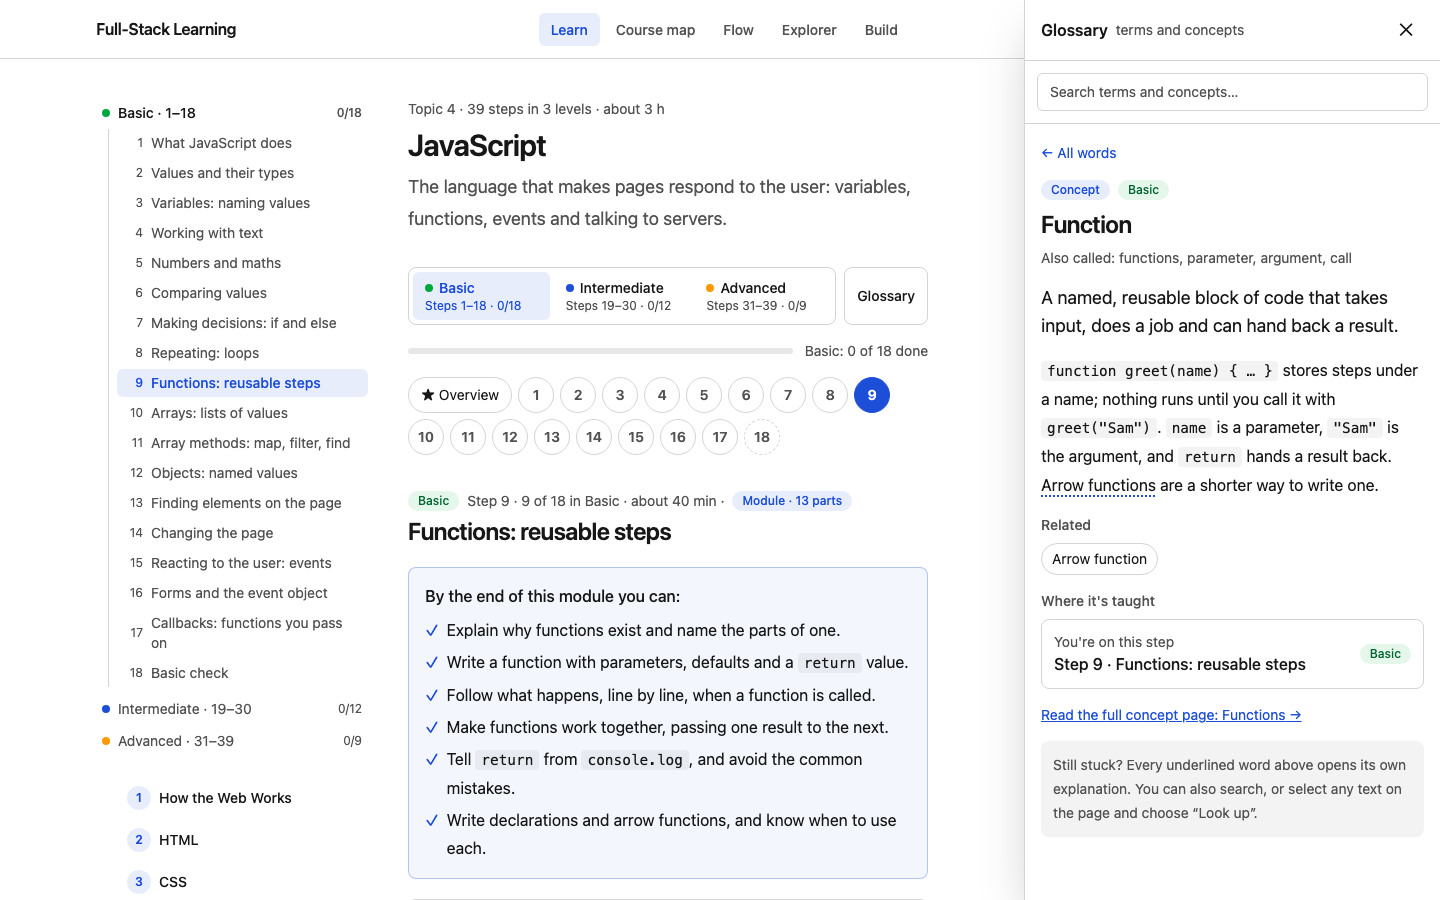 Full-Stack Learning
Learn
Course map
Flow
Explorer
Build
Basic · 1–18
0/18
1 What JavaScript does
2 Values and their types
3 Variables: naming values
4 Working with text
5 Numbers and maths
6 Comparing values
7 Making decisions: if and else
8 Repeating: loops
9 Functions: reusable steps
10 Arrays: lists of values
11 Array methods: map, filter, find
12 Objects: named values
13 Finding elements on the page
14 Changing the page
15 Reacting to the user: events
16 Forms and the event object
17 Callbacks: functions you pass
on
18 Basic check
Intermediate · 19–30
0/12
Advanced · 31–39
0/9
1 How the Web Works
2 HTML
3 CSS
Topic 4 · 39 steps in 3 levels · about 3 h
JavaScript
The language that makes pages respond to the user: variables,
functions, events and talking to servers.
Basic
Steps 1–18 · 0/18
Intermediate
Steps 19–30 · 0/12
Advanced
Steps 31–39 · 0/9
Glossary
Basic: 0 of 18 done
★ Overview 1 2 3 4 5 6 7 8 9
10 11 12 13 14 15 16 17 18
Basic Step 9 · 9 of 18 in Basic · about 40 min · Module · 13 parts
Functions: reusable steps
By the end of this module you can:
✓ Explain why functions exist and name the parts of one.
✓ Write a function with parameters, defaults and a return value.
✓ Follow what happens, line by line, when a function is called.
✓ Make functions work together, passing one result to the next.
✓ Tell return from console.log, and avoid the common
mistakes.
✓ Write declarations and arrow functions, and know when to use
each.
Glossary terms and concepts
Search terms and concepts…
← All words
Concept Basic
Function
Also called: functions, parameter, argument, call
A named, reusable block of code that takes
input, does a job and can hand back a result.
function greet(name) { … } stores steps under
a name; nothing runs until you call it with
greet("Sam"). name is a parameter, "Sam" is
the argument, and return hands a result back.
Arrow functions are a shorter way to write one.
Related
Arrow function
Where it's taught
You're on this step
Step 9 · Functions: reusable steps
Basic
Read the full concept page: Functions →
Still stuck? Every underlined word above opens its own
explanation. You can also search, or select any text on
the page and choose “Look up”.